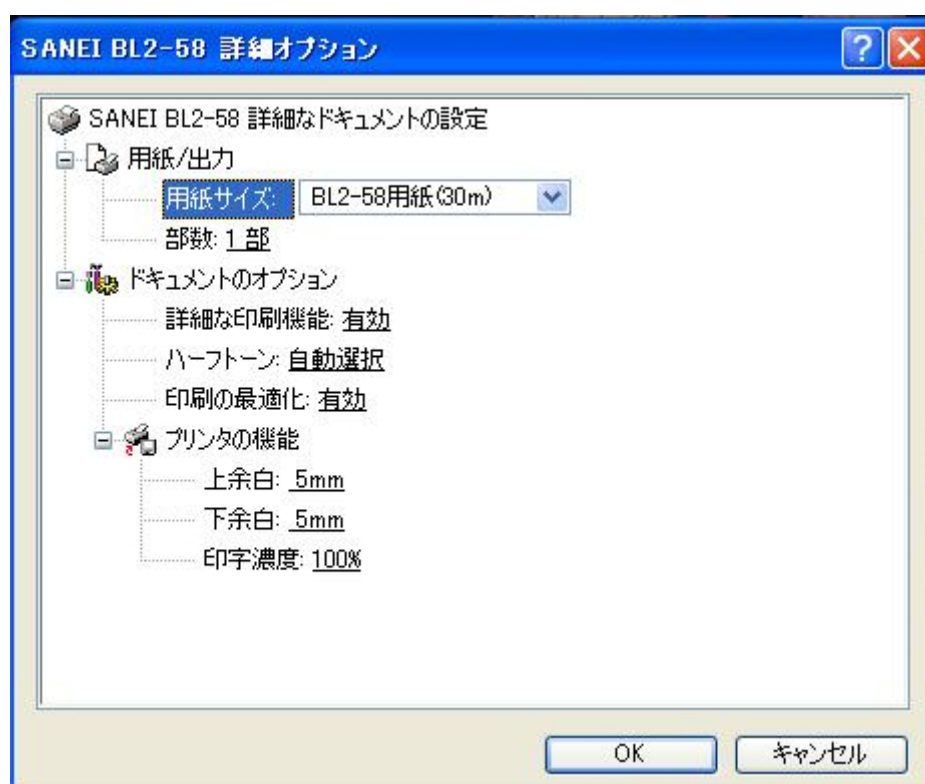 SANEI BL2-58 詳細オプション
SANEI BL2-58 詳細なドキュメントの設定
用紙/出力
用紙サイズ: BL2-58用紙(30m)
部数: 1 部
ドキュメントのオプション
詳細な印刷機能: 有効
ハーフトーン: 自動選択
印刷の最適化: 有効
プリンタの機能
上余白: 5mm
下余白: 5mm
印字濃度: 100%
OK キャンセル